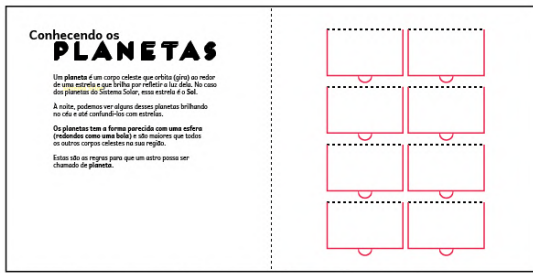 Conhecendo os
PLANETAS
Um planeta é um corpo celeste que orbita (gira) ao redor
de uma estrela e que brilha por refletir a luz dela. No caso
dos planetas do Sistema Solar, essa estrela é o Sol.
À noite, podemos ver alguns desses planetas brilhando
no céu e até confundi-los com estrelas.
Os planetas tem a forma parecida com uma esfera
(redondos como uma bola) e são maiores que todos
os outros corpos celestes na sua região.
Estas são as regras para que um astro possa ser
chamado de planeta.